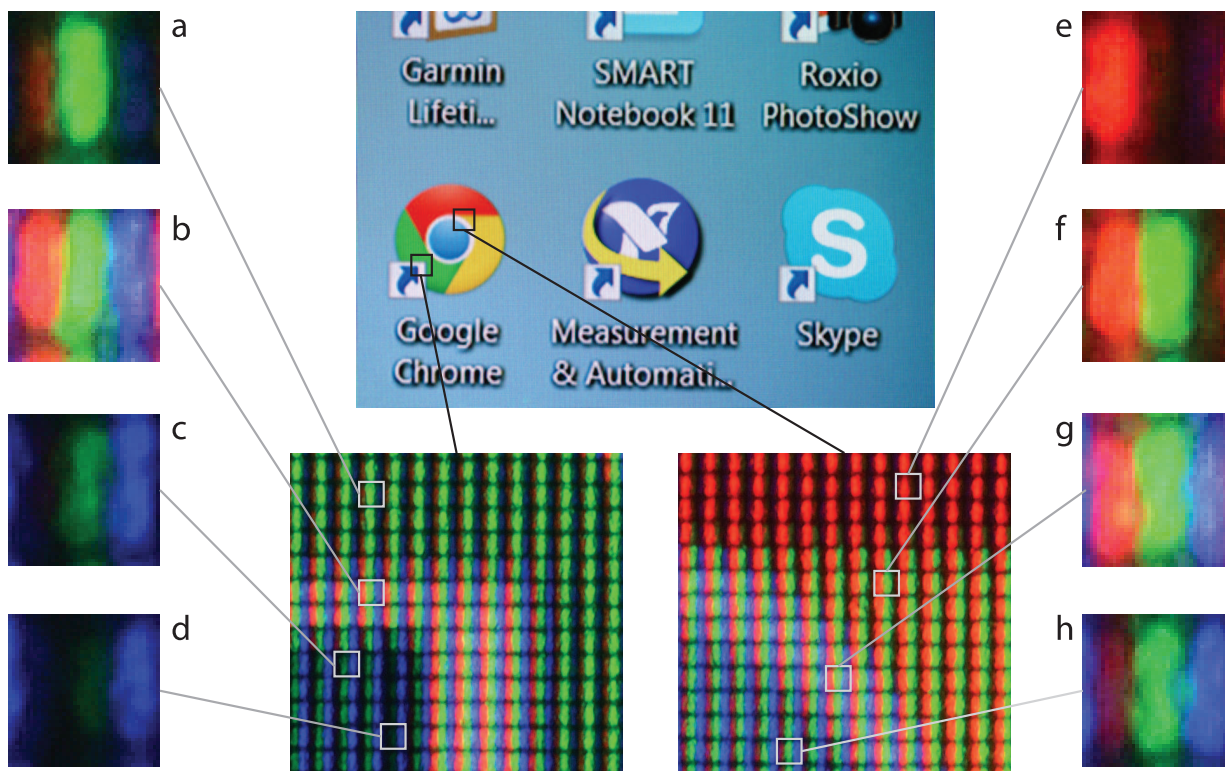 a
b
c
d
Garmin
Lifeti...
SMART
Notebook 11
Roxio
PhotoShow
Google
Chrome
Measurement
& Automati...
S
Skype
e
f
g
h